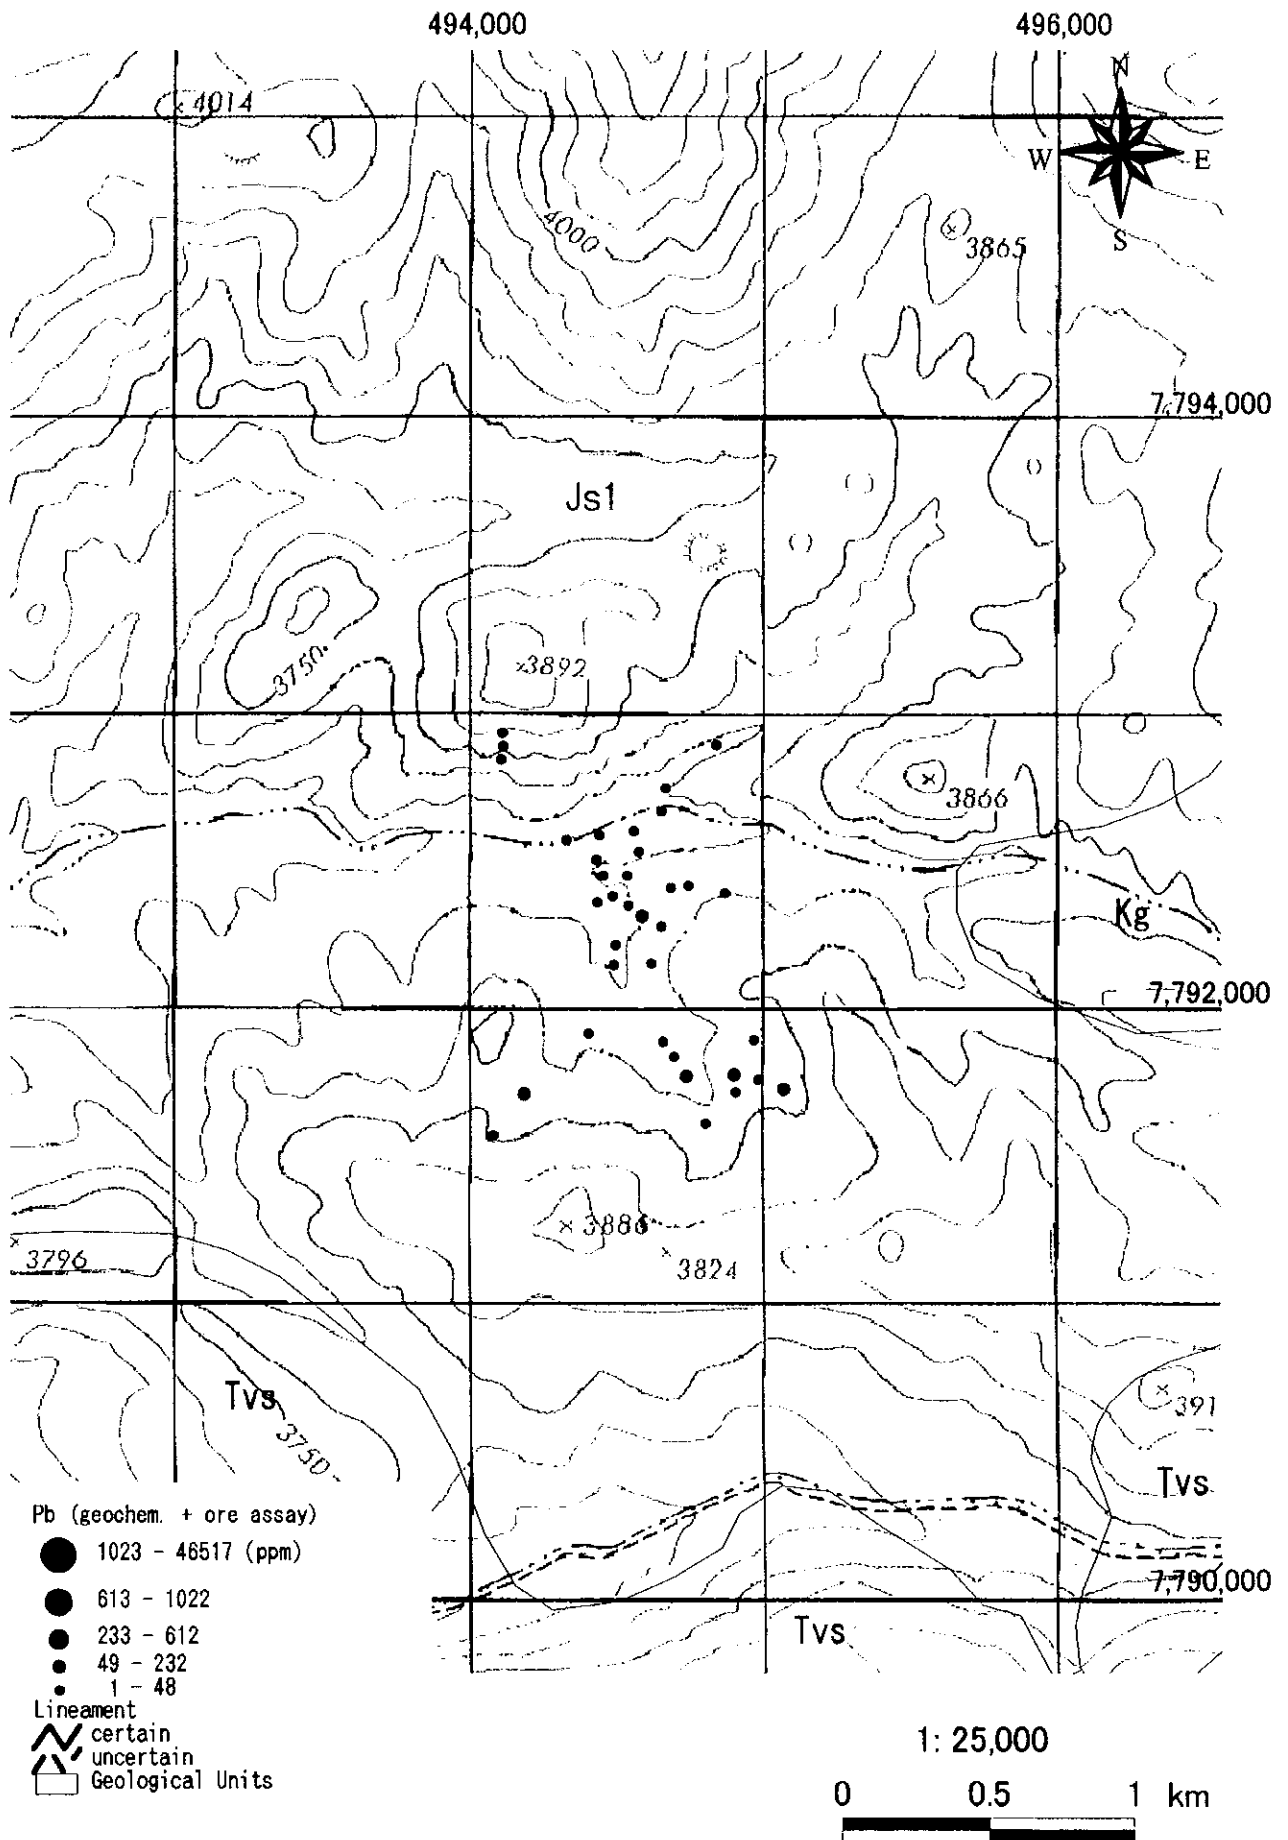 494,000 496,000
N
4014
W E
4000
S
3865
7,794,000
Js1
3750
3892
3866
Kg
7,792,000
3886
3796
3824
Tvs
391
3750
Tvs
Pb (geochem. + ore assay)
1023 - 46517 (ppm)
7,790,000
613 - 1022
Tvs
233 - 612
49 - 232
1 - 48
Lineament
certain
uncertain
1: 25,000
Geological Units
0 0.5 1 km